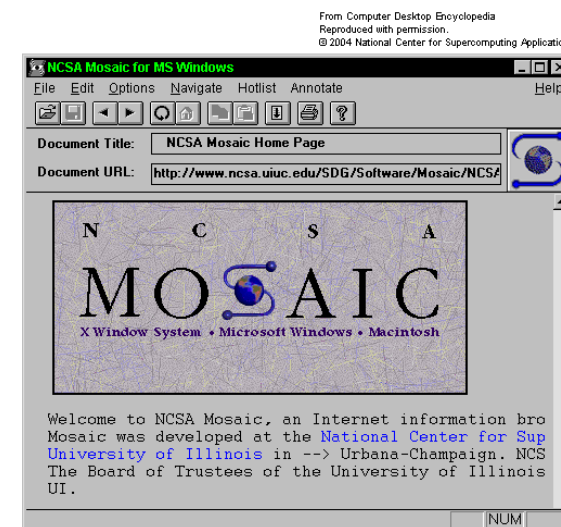 From Computer Desktop Encyclopedia
Reproduced with permission.
© 2004 National Center for Supercomputing Applicatio
NCSA Mosaic for MS Windows
File Edit Options Navigate Hotlist Annotate Help
Document Title: NCSA Mosaic Home Page
Document URL: http://www.ncsa.uiuc.edu/SDG/Software/Mosaic/NCSA
N C S A
MOSAIC
X Window System • Microsoft Windows • Macintosh
Welcome to NCSA Mosaic, an Internet information bro
Mosaic was developed at the National Center for Sup
University of Illinois in --> Urbana-Champaign. NCS
The Board of Trustees of the University of Illinois
UI.
NUM